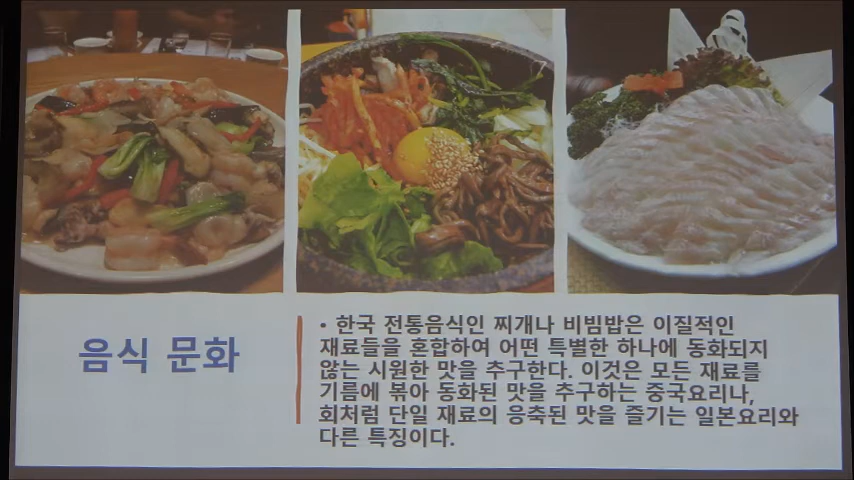 음식 문화
• 한국 전통음식인 찌개나 비빔밥은 이질적인
재료들을 혼합하여 어떤 특별한 하나에 동화되지
않는 시원한 맛을 추구한다. 이것은 모든 재료를
기름에 볶아 동화된 맛을 추구하는 중국요리나,
회처럼 단일 재료의 응축된 맛을 즐기는 일본요리와
다른 특징이다.